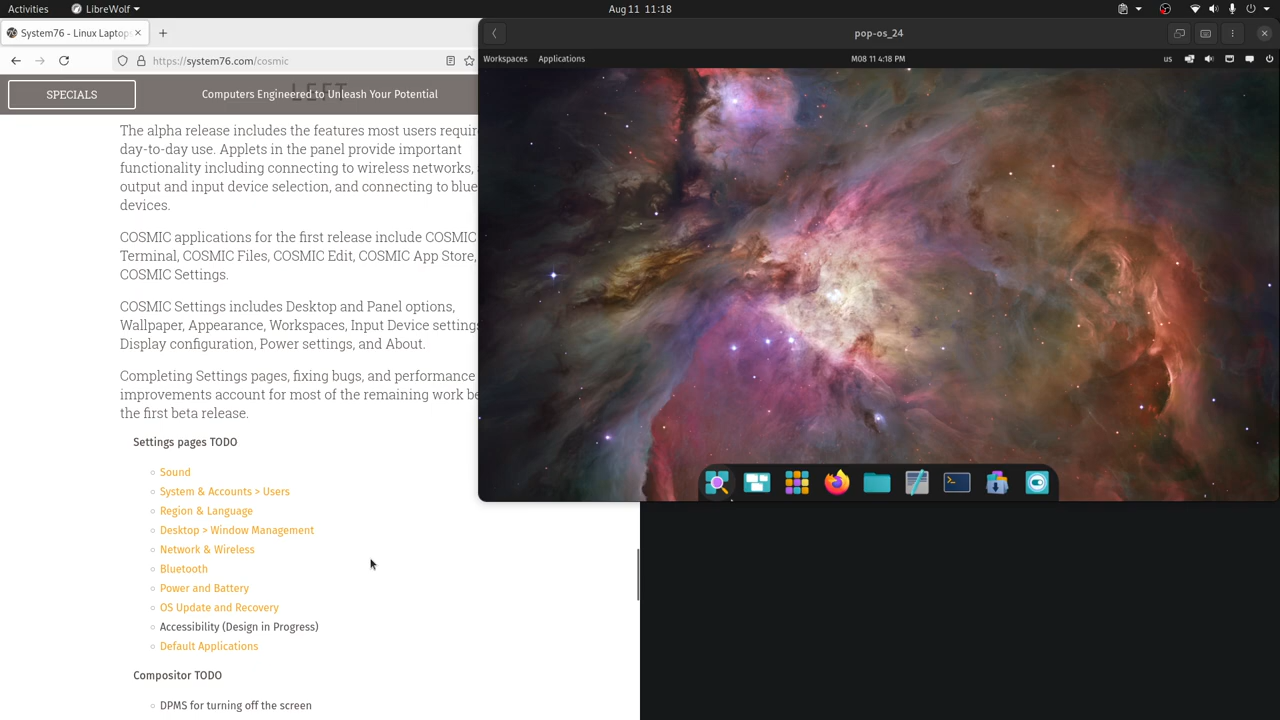 Activities
LibreWolf
Aug 11 11:18
System76 - Linux Laptop
https://system76.com/cosmic
SPECIALS
Computers Engineered to Unleash Your Potential
LEFT
The alpha release includes the features most users requir
day-to-day use. Applets in the panel provide important
functionality including connecting to wireless networks,
output and input device selection, and connecting to blue
devices.
COSMIC applications for the first release include COSMIC
Terminal, COSMIC Files, COSMIC Edit, COSMIC App Store,
COSMIC Settings.
COSMIC Settings includes Desktop and Panel options,
Wallpaper, Appearance, Workspaces, Input Device setting
Display configuration, Power settings, and About.
Completing Settings pages, fixing bugs, and performance
improvements account for most of the remaining work be
the first beta release.
Settings pages TODO
Sound
System & Accounts > Users
Region & Language
Desktop > Window Management
Network & Wireless
Bluetooth
Power and Battery
OS Update and Recovery
Accessibility (Design in Progress)
Default Applications
Compositor TODO
DPMS for turning off the screen
pop-os_24
Workspaces
Applications
M08 11 4:18 PM
us